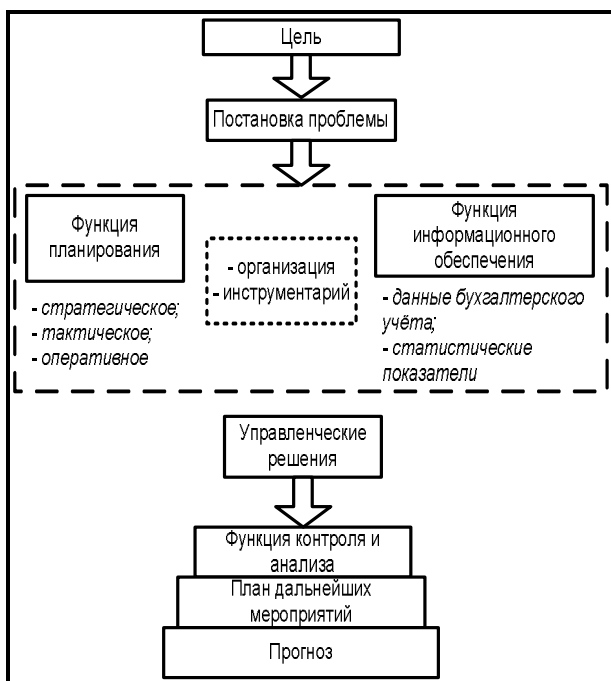 Цель
Постановка проблемы
Функция
планирования
- стратегическое;
- тактическое;
- оперативное
- организация
- инструментарий
Функция
информационного
обеспечения
- данные бухгалтерского
учёта;
- статистические
показатели
Управленческие
решения
Функция контроля и
анализа
План дальнейших
мероприятий
Прогноз